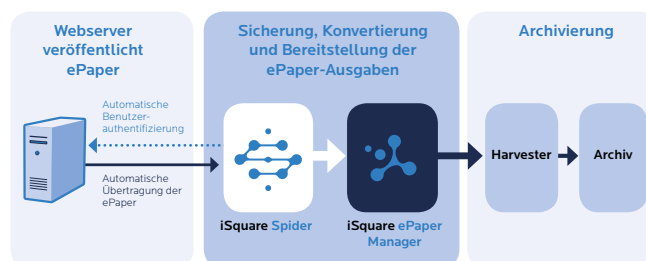 Webserver
veröffentlicht
ePaper
Automatische
Benutzer-
authentifizierung
Automatische
Übertragung der
ePaper
Sicherung, Konvertierung
und Bereitstellung der
ePaper-Ausgaben
iSquare Spider
iSquare ePaper
Manager
Archivierung
Harvester
Archiv